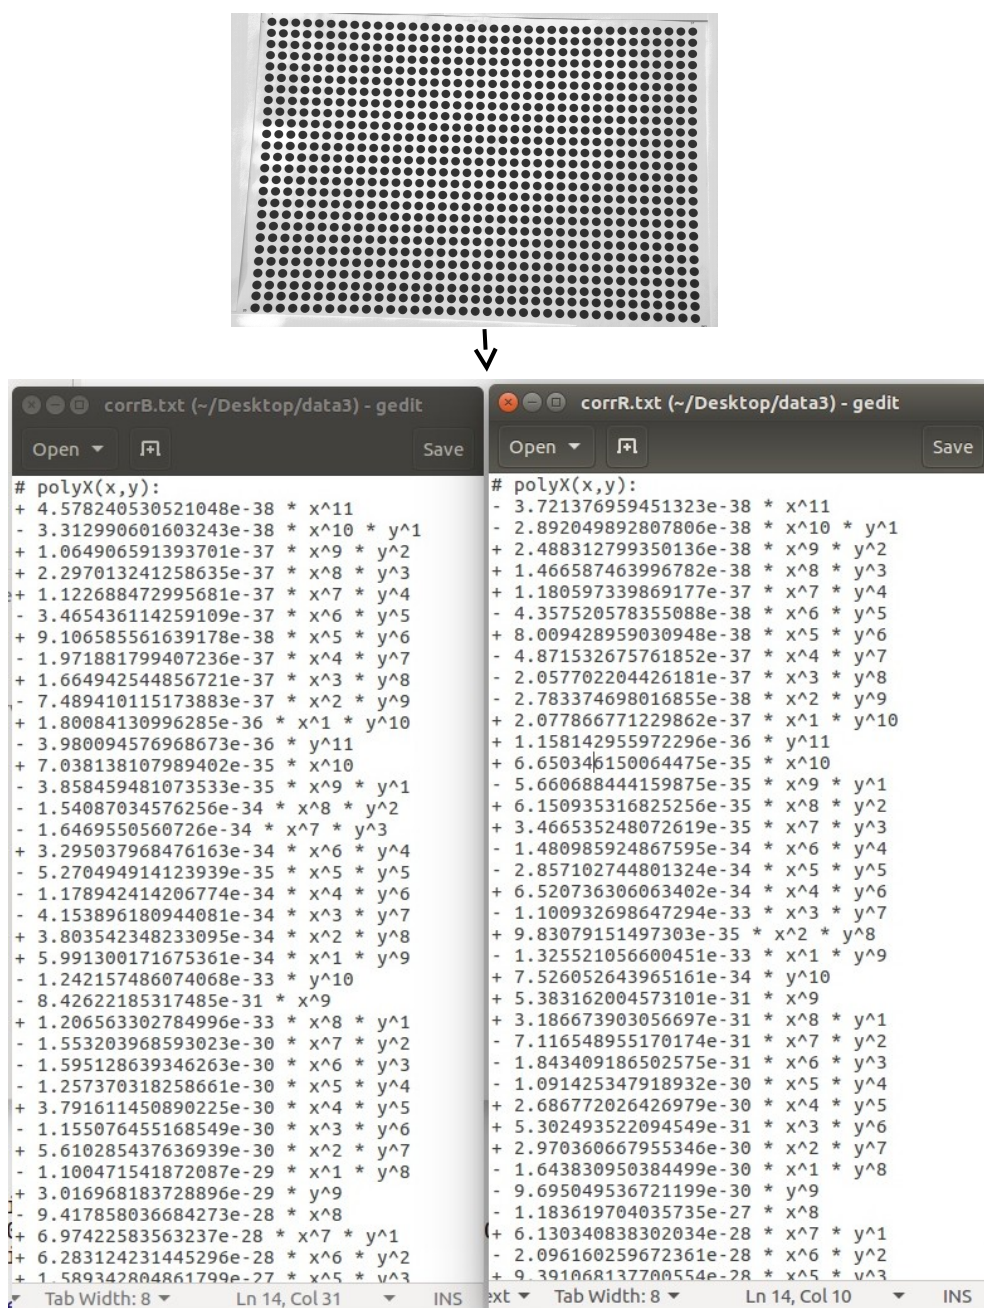 corrB.txt (~/Desktop/data3) - gedit
Open
Save
# polyX(x,y):
+ 4.578240530521048e-38 * x^11
- 3.312990601603243e-38 * x^10 * y^1
+ 1.064906591393701e-37 * x^9 * y^2
+ 2.297013241258635e-37 * x^8 * y^3
+ 1.122688472995681e-37 * x^7 * y^4
- 3.465436114259109e-37 * x^6 * y^5
+ 9.106585561639178e-38 * x^5 * y^6
- 1.971881799407236e-37 * x^4 * y^7
+ 1.664942544856721e-37 * x^3 * y^8
- 7.489410115173883e-37 * x^2 * y^9
+ 1.80084130996285e-36 * x^1 * y^10
- 3.980094576968673e-36 * y^11
+ 7.038138107980402e-35 * x^10
- 3.858459481073533e-35 * x^9 * y^1
- 1.54087034576256e-34 * x^8 * y^2
- 1.6469550560726e-34 * x^7 * y^3
+ 3.295037968476163e-34 * x^6 * y^4
- 5.270494914123939e-35 * x^5 * y^5
- 1.178942414206774e-34 * x^4 * y^6
- 4.153896180944081e-34 * x^3 * y^7
+ 3.803542348233095e-34 * x^2 * y^8
+ 5.991300171675361e-34 * x^1 * y^9
- 1.242157486074068e-33 * y^10
- 8.42622185317485e-31 * x^9
+ 1.206563302784996e-33 * x^8 * y^1
- 1.553203968593023e-30 * x^7 * y^2
- 1.595128639346263e-30 * x^6 * y^3
- 1.257370318258661e-30 * x^5 * y^4
+ 3.791611450890225e-30 * x^4 * y^5
- 1.155076455168549e-30 * x^3 * y^6
+ 5.610285437636939e-30 * x^2 * y^7
- 1.100471541872087e-29 * x^1 * y^8
+ 3.016968183728896e-29 * y^9
- 9.417858036684273e-28 * x^8
+ 6.97422583563237e-28 * x^7 * y^1
+ 6.283124231445296e-28 * x^6 * y^2
+ 1.589342804861799e-27 * x^5 * y^3
Tab Width: 8
Ln 14, Col 31
INS
corrR.txt (~/Desktop/data3) - gedit
Open
Save
# polyX(x,y):
- 3.721376959451323e-38 * x^11
- 2.892049892807806e-38 * x^10 * y^1
+ 2.488312799350136e-38 * x^9 * y^2
+ 1.466587463996782e-38 * x^8 * y^3
+ 1.180597339869177e-37 * x^7 * y^4
- 4.357520578355088e-38 * x^6 * y^5
+ 8.009428959030948e-38 * x^5 * y^6
- 4.871532675761852e-37 * x^4 * y^7
- 2.057702204426181e-37 * x^3 * y^8
- 2.783374698016855e-38 * x^2 * y^9
+ 2.077866771229862e-37 * x^1 * y^10
+ 1.158142955972296e-36 * y^11
+ 6.650346150064475e-35 * x^10
- 5.660688444159875e-35 * x^9 * y^1
+ 6.150935316825256e-35 * x^8 * y^2
+ 3.466535248072619e-35 * x^7 * y^3
- 1.480985924867595e-34 * x^6 * y^4
- 2.857102744801324e-34 * x^5 * y^5
+ 6.520736306063402e-34 * x^4 * y^6
- 1.100932698647294e-33 * x^3 * y^7
+ 9.83079151497303e-35 * x^2 * y^8
- 1.325521056600451e-33 * x^1 * y^9
+ 7.526052643965161e-34 * y^10
+ 5.383162004573101e-31 * x^9
+ 3.186673903056697e-31 * x^8 * y^1
- 7.116548955170174e-31 * x^7 * y^2
- 1.843409186502575e-31 * x^6 * y^3
- 1.091425347918932e-30 * x^5 * y^4
+ 2.686772026426979e-30 * x^4 * y^5
+ 5.302493522094549e-31 * x^3 * y^6
+ 2.970360667955346e-30 * x^2 * y^7
- 1.643830950384499e-30 * x^1 * y^8
- 9.695049536721199e-30 * y^9
- 1.183619704035735e-27 * x^8
+ 6.130340838302034e-28 * x^7 * y^1
- 2.096160259672361e-28 * x^6 * y^2
+ 9.391068137700554e-28 * x^5 * y^3
ext
Tab Width: 8
Ln 14, Col 10
INS